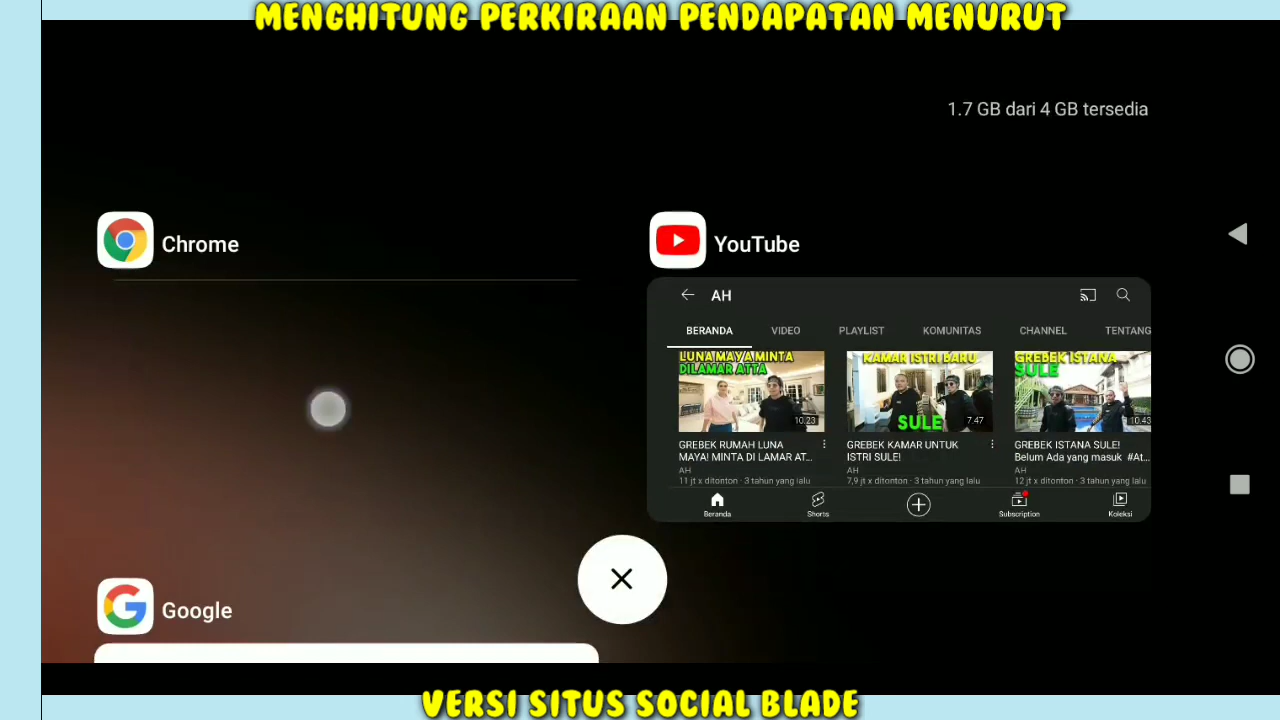 MENGHITUNG PERKIRAAN PENDAPATAN MENURUT
1.7 GB dari 4 GB tersedia
Chrome
YouTube
AH
BERANDA VIDEO PLAYLIST KOMUNITAS CHANNEL TENTANG
LUNA MAYA MINTA
DILAMAR ATTA
10.23
KAMAR ISTRI BARU
SULE
7.47
GREBEK ISTANA
SULE
10.43
GREBEK RUMAH LUNA
MAYA! MINTA DI LAMAR AT...
AH
11 jt x ditonton · 3 tahun yang lalu
GREBEK KAMAR UNTUK
ISTRI SULE!
AH
7,9 jt x ditonton · 3 tahun yang lalu
GREBEK ISTANA SULE!
Belum Ada yang masuk #At...
AH
12 jt x ditonton · 3 tahun yang lalu
Beranda Shorts Subscription Koleksi
Google
VERSI SITUS SOCIAL BLADE